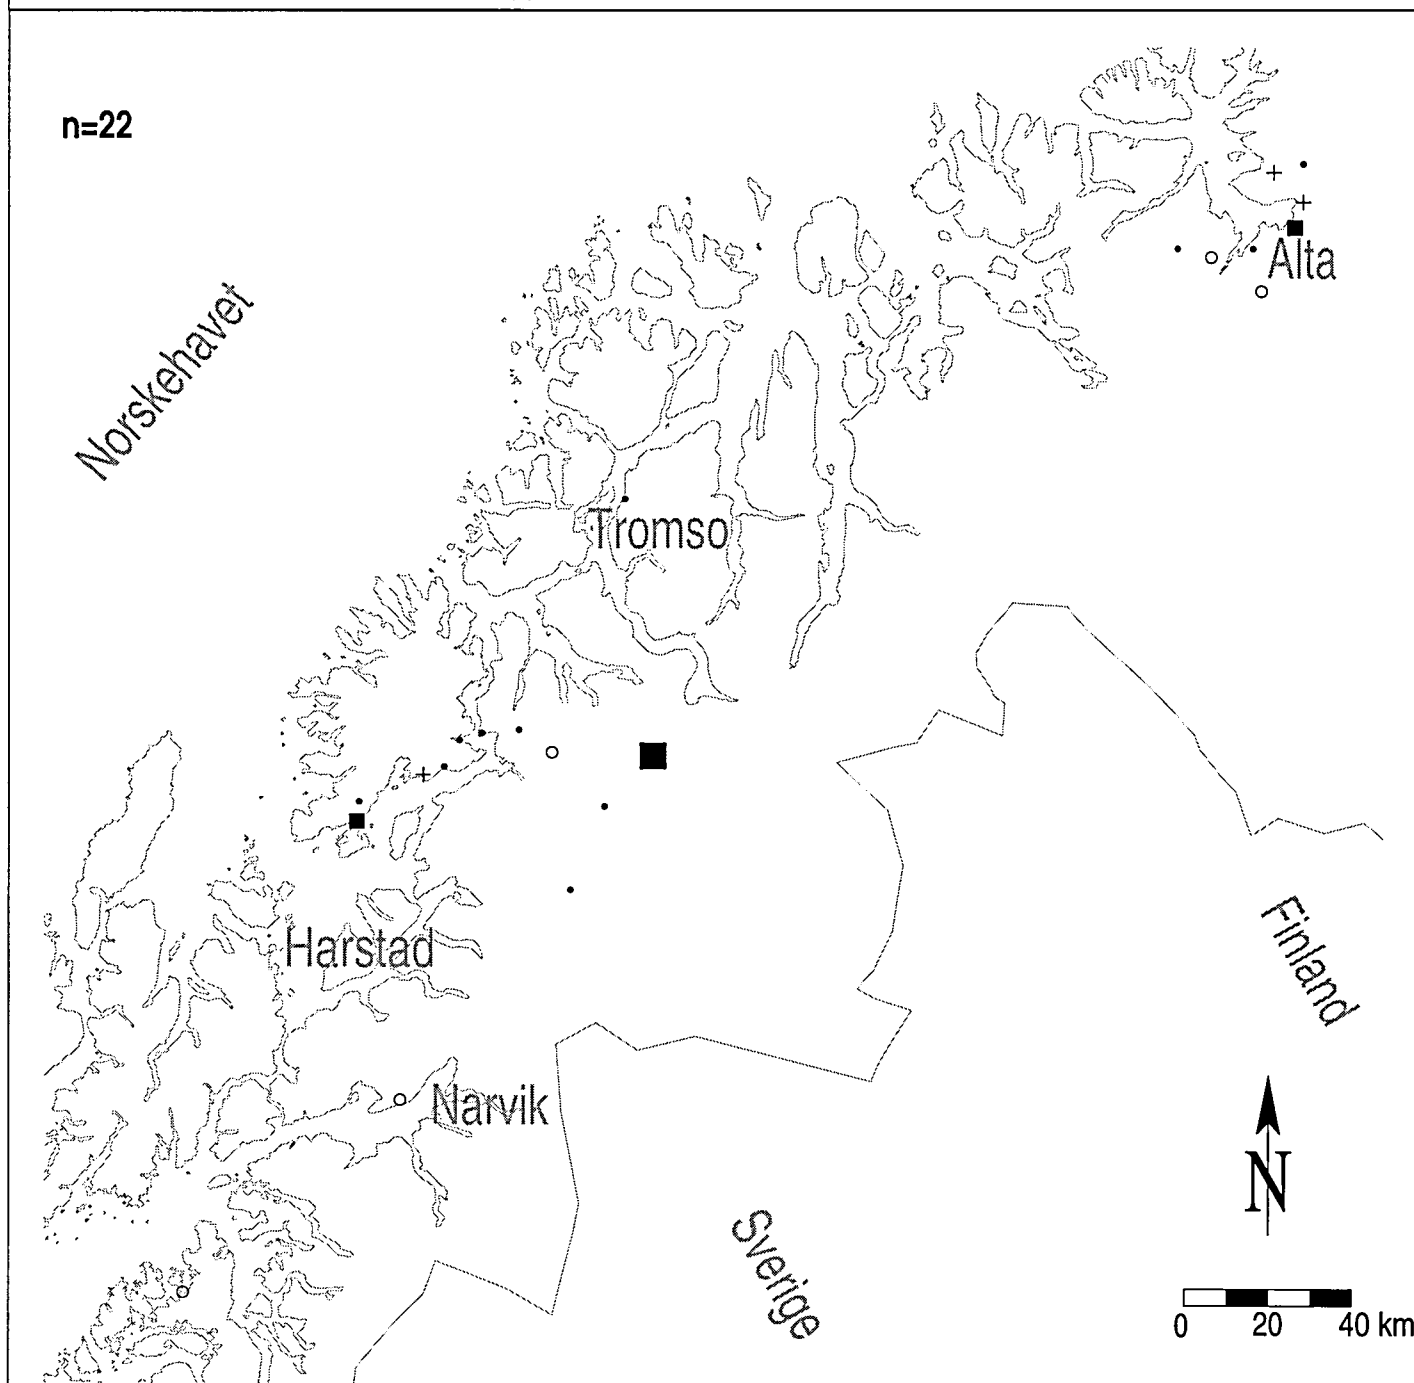 n=22
Alta
Norskehavet
Tromso
Harstad
Finland
Narvik
N
Sverige
0 20 40 km